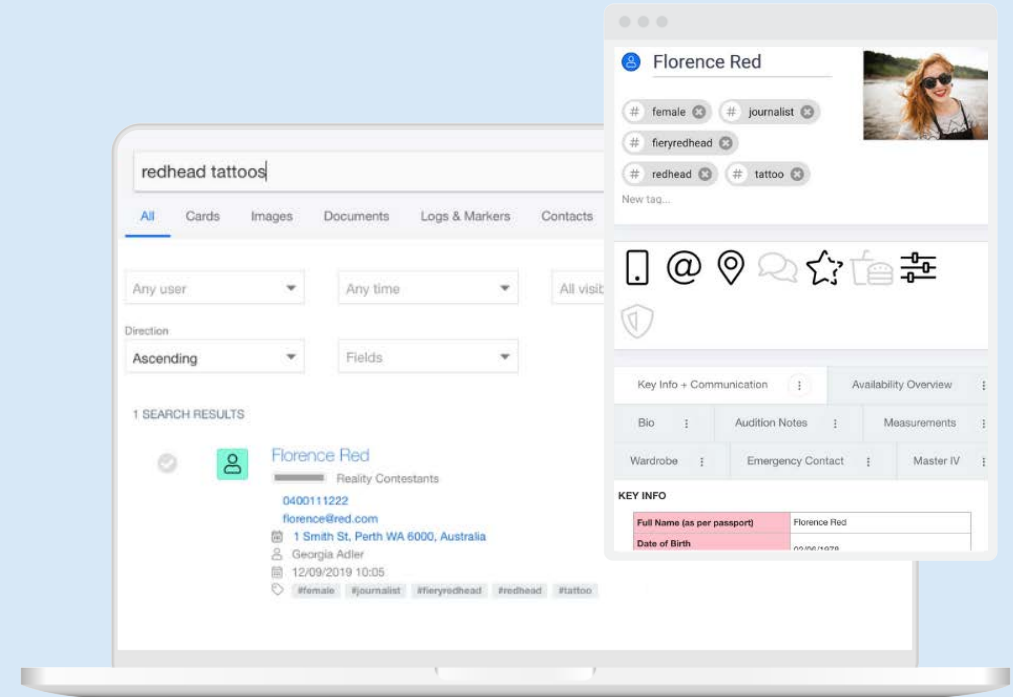 redhead tattoos
All Cards Images Documents Logs & Markers Contacts
Any user Any time All visib
Direction
Ascending Fields
1 SEARCH RESULTS
Florence Red
Reality Contestants
0400111222
florence@red.com
1 Smith St, Perth WA 6000, Australia
Georgia Adler
12/09/2019 10:05
#female #journalist #fieryredhead #redhead #tattoo
Florence Red
# female # journalist
# fieryredhead
# redhead # tattoo
New tag...
Key Info + Communication Availability Overview
Bio Audition Notes Measurements
Wardrobe Emergency Contact Master IV
KEY INFO
Full Name (as per passport) Florence Red
Date of Birth